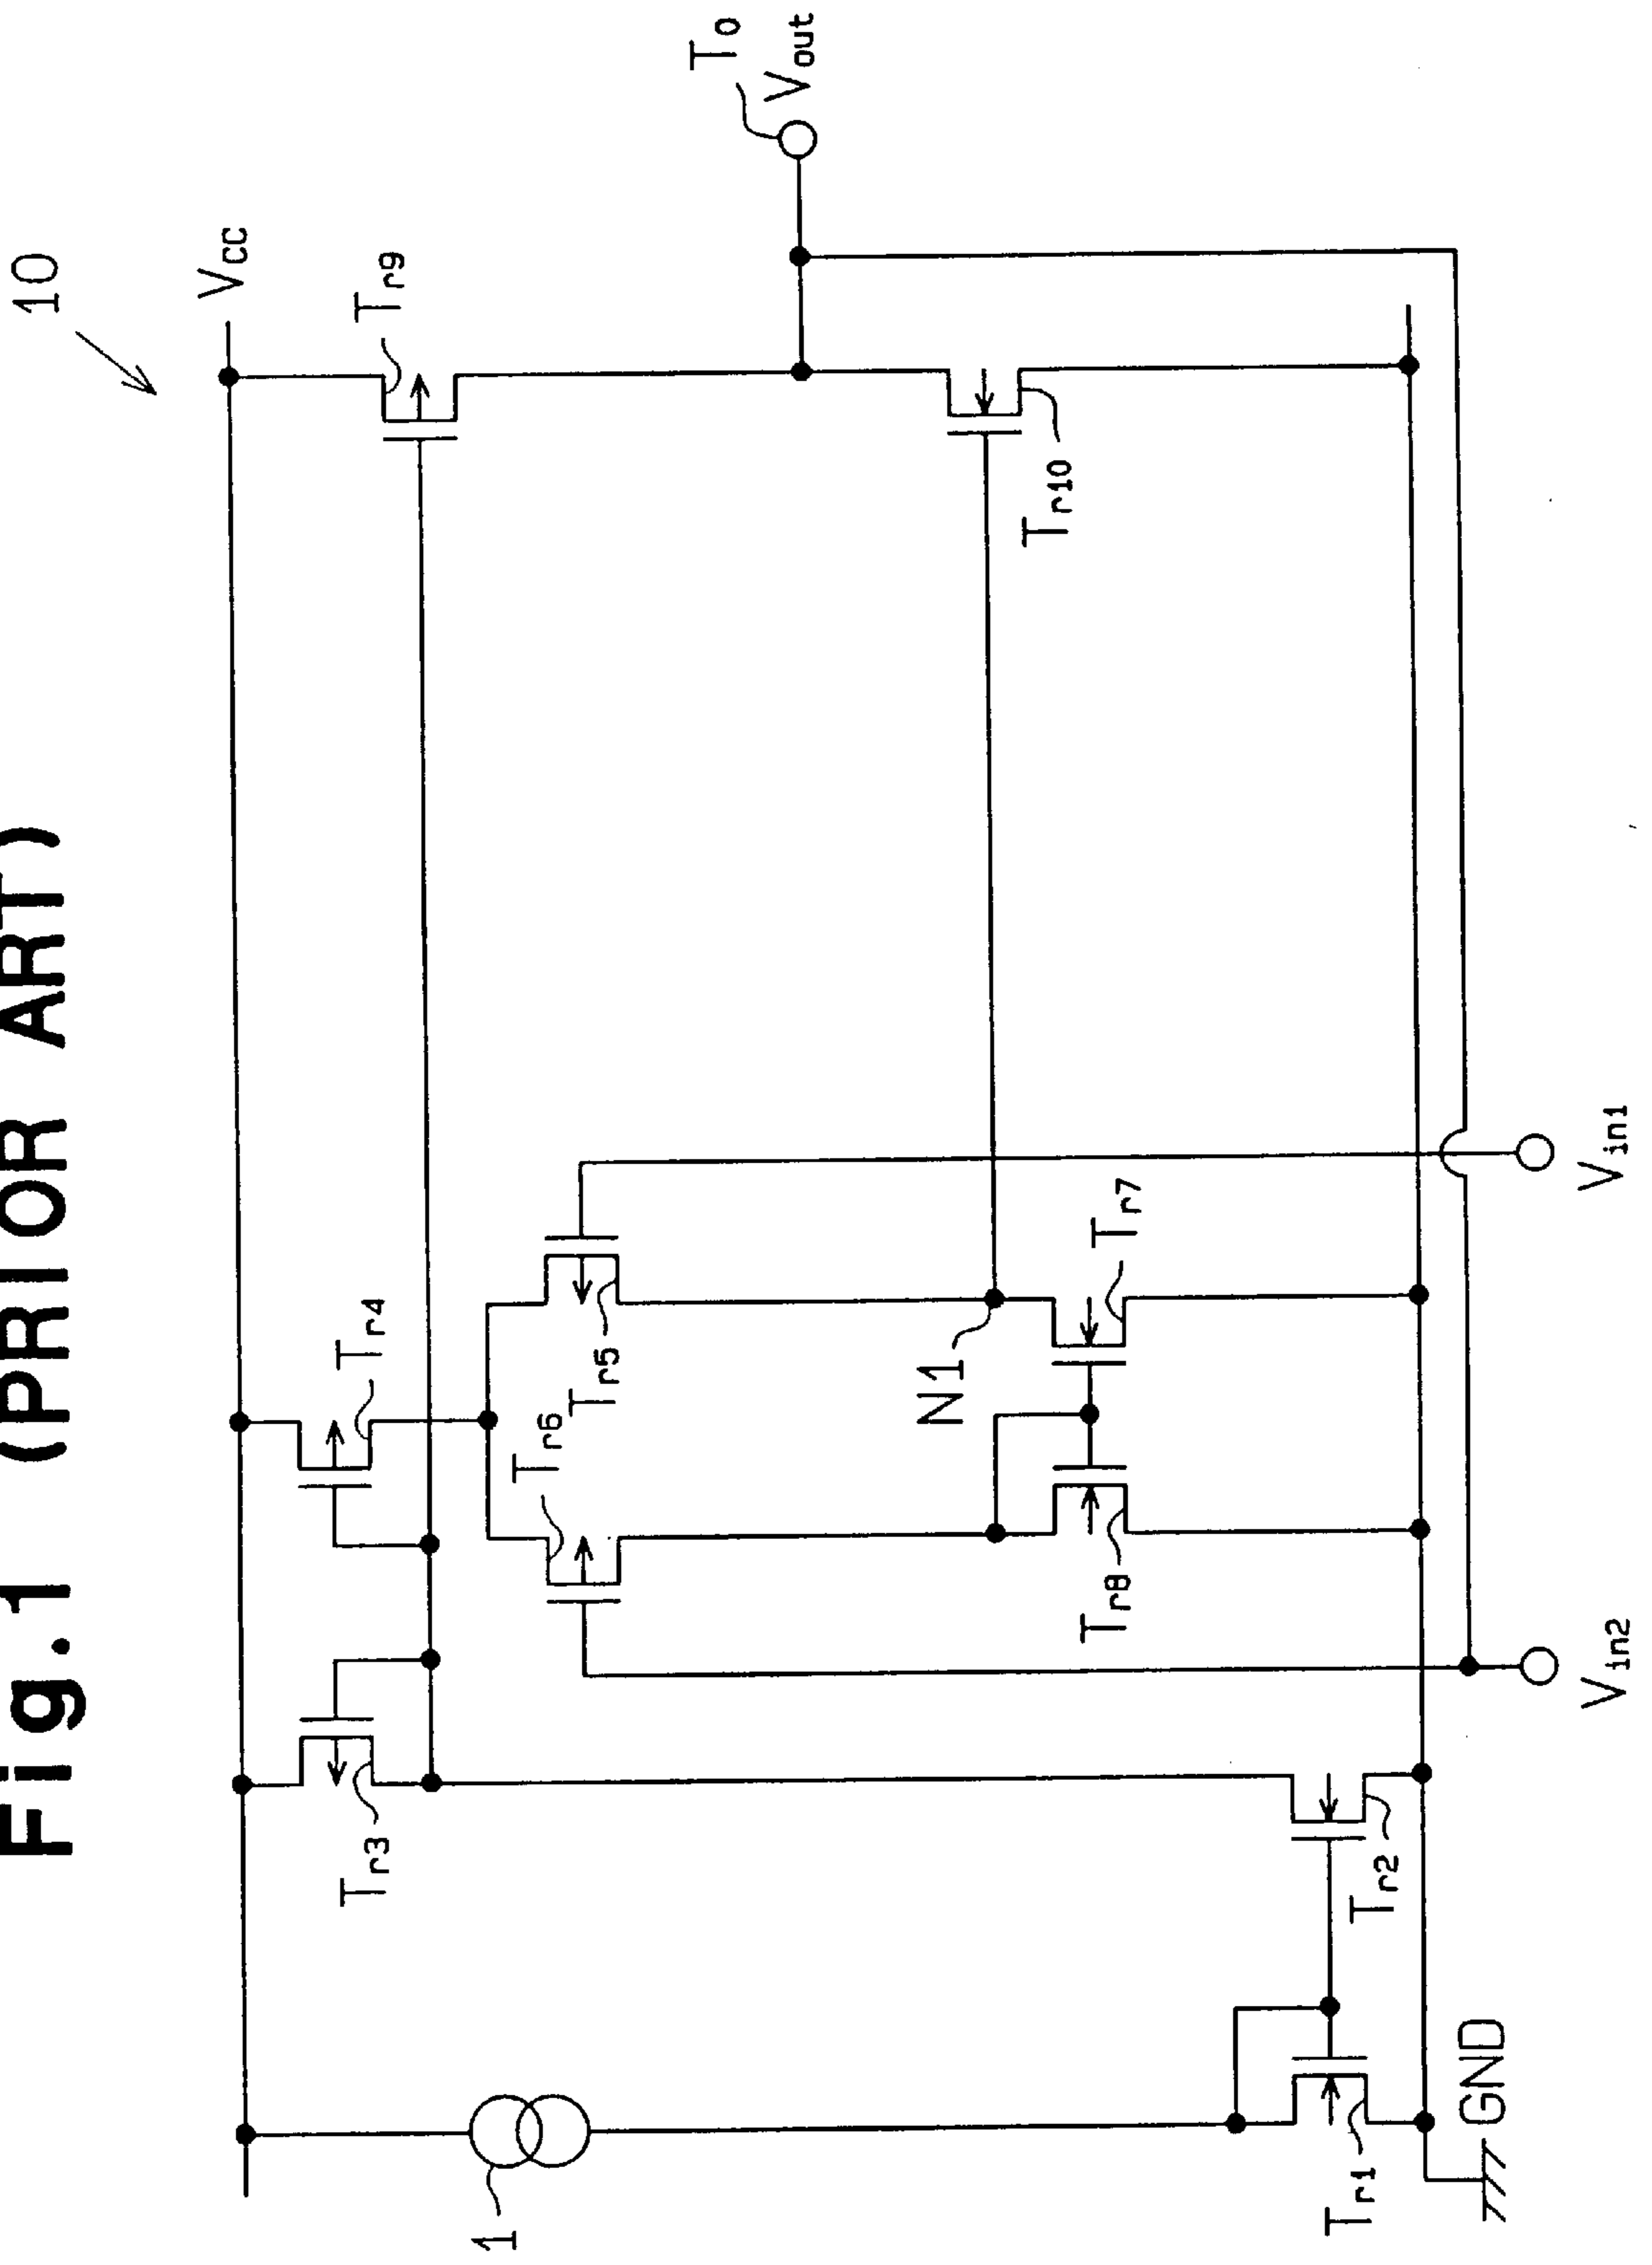 Fig.1 (PRIOR ART)
10
Vcc
Tr9
To
Vout
Tr4
Tr3
Tr6
Tr5
N1
Tr7
Tr8
Tr10
1
Tr1
Tr2
GND
Vin2
Vin1